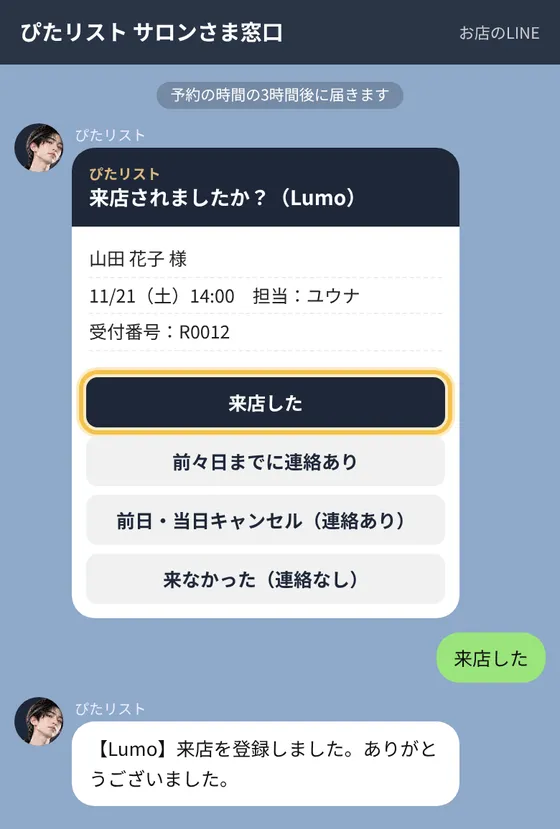 ぴたリスト サロンさま窓口
お店のLINE
予約の時間の3時間後に届きます
ぴたリスト
ぴたリスト
来店されましたか？（Lumo）
山田 花子 様
11/21（土）14:00　担当：ユウナ
受付番号：R0012
来店した
前々日までに連絡あり
前日・当日キャンセル（連絡あり）
来なかった（連絡なし）
来店した
ぴたリスト
【Lumo】来店を登録しました。ありがと
うございました。